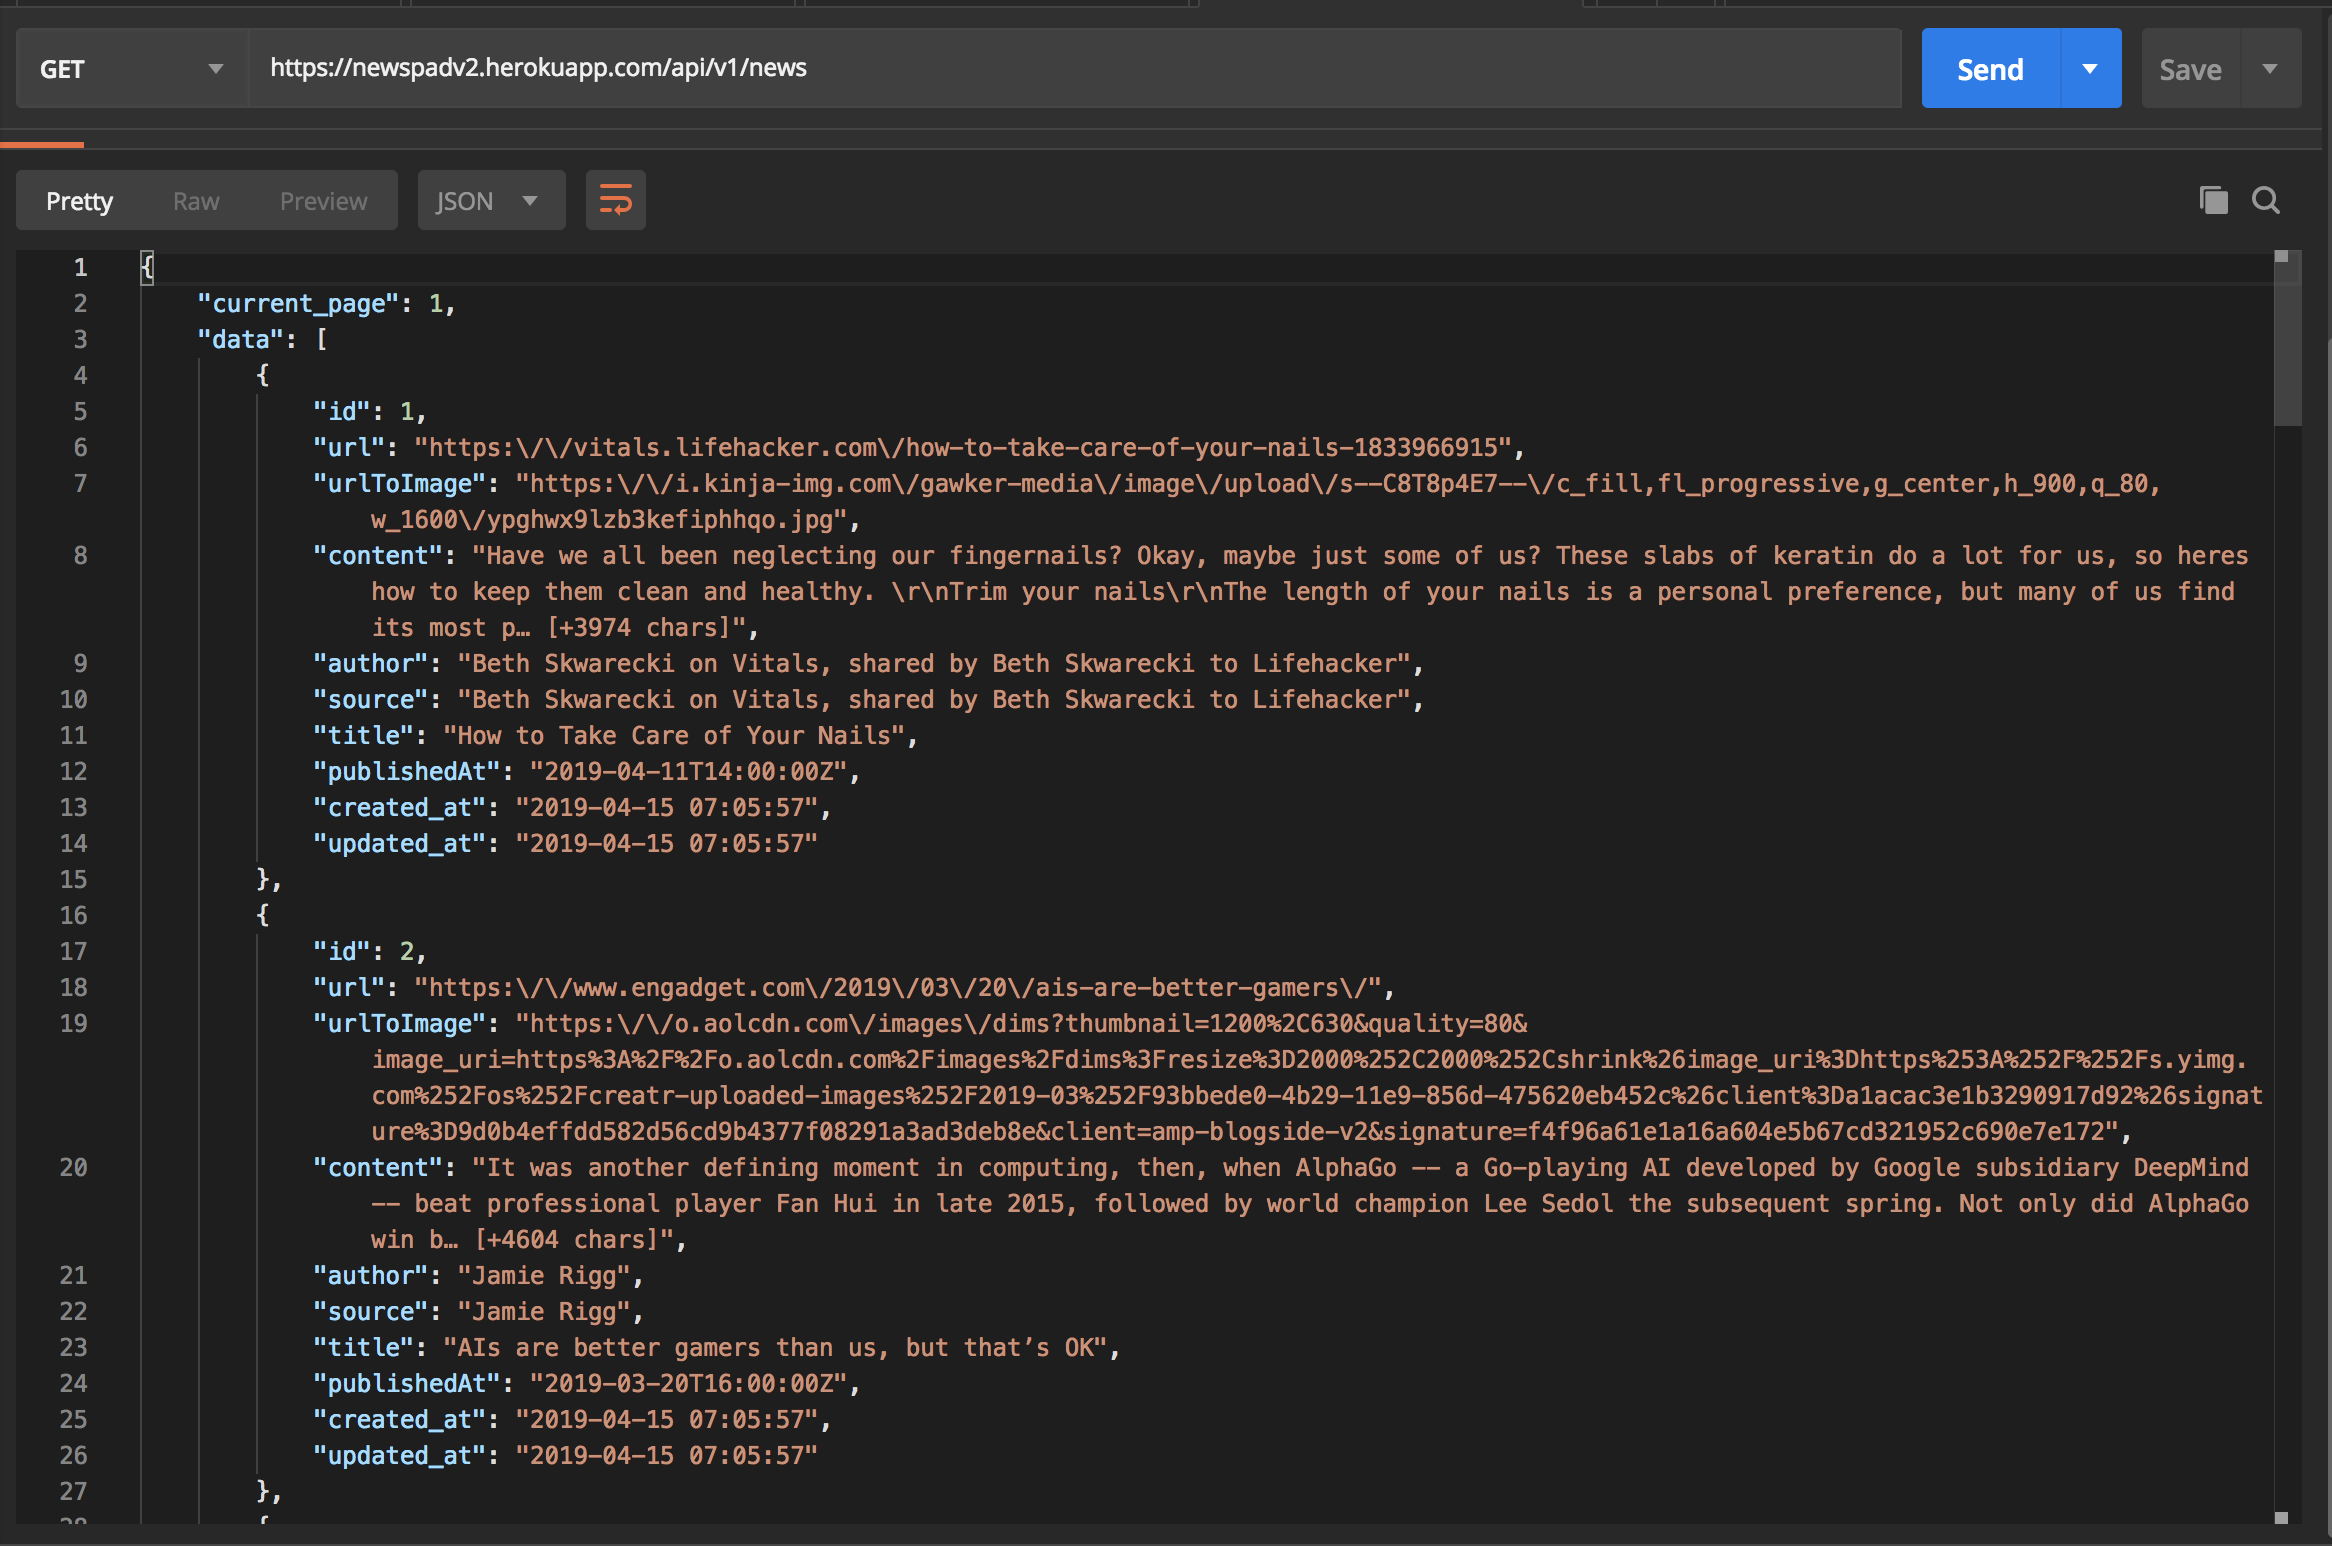 GET https://newspadv2.herokuapp.com/api/v1/news Send Save
Pretty Raw Preview JSON
1 {
2 "current_page": 1,
3 "data": [
4 {
5 "id": 1,
6 "url": "https:\/\/vitals.lifehacker.com\/how-to-take-care-of-your-nails-1833966915",
7 "urlToImage": "https:\/\/i.kinja-img.com\/gawker-media\/image\/upload\/s--C8T8p4E7--\/c_fill,fl_progressive,g_center,h_900,q_80,
w_1600\/ypghwx9lzb3kefiphhqo.jpg",
8 "content": "Have we all been neglecting our fingernails? Okay, maybe just some of us? These slabs of keratin do a lot for us, so heres
how to keep them clean and healthy. \r\nTrim your nails\r\nThe length of your nails is a personal preference, but many of us find
its most p… [+3974 chars]",
9 "author": "Beth Skwarecki on Vitals, shared by Beth Skwarecki to Lifehacker",
10 "source": "Beth Skwarecki on Vitals, shared by Beth Skwarecki to Lifehacker",
11 "title": "How to Take Care of Your Nails",
12 "publishedAt": "2019-04-11T14:00:00Z",
13 "created_at": "2019-04-15 07:05:57",
14 "updated_at": "2019-04-15 07:05:57"
15 },
16 {
17 "id": 2,
18 "url": "https:\/\/www.engadget.com\/2019\/03\/20\/ais-are-better-gamers\/",
19 "urlToImage": "https:\/\/o.aolcdn.com\/images\/dims?thumbnail=1200%2C630&quality=80&
image_uri=https%3A%2F%2Fo.aolcdn.com%2Fimages%2Fdims%3Fresize%3D2000%252C2000%252Cshrink%26image_uri%3Dhttps%253A%252F%252Fs.yimg.
com%252Fos%252Fcreatr-uploaded-images%252F2019-03%252F93bbede0-4b29-11e9-856d-475620eb452c%26client%3Da1acac3e1b3290917d92%26signat
ure%3D9d0b4effdd582d56cd9b4377f08291a3ad3deb8e&client=amp-blogside-v2&signature=f4f96a61e1a16a604e5b67cd321952c690e7e172",
20 "content": "It was another defining moment in computing, then, when AlphaGo -- a Go-playing AI developed by Google subsidiary DeepMind
-- beat professional player Fan Hui in late 2015, followed by world champion Lee Sedol the subsequent spring. Not only did AlphaGo
win b… [+4604 chars]",
21 "author": "Jamie Rigg",
22 "source": "Jamie Rigg",
23 "title": "AIs are better gamers than us, but that’s OK",
24 "publishedAt": "2019-03-20T16:00:00Z",
25 "created_at": "2019-04-15 07:05:57",
26 "updated_at": "2019-04-15 07:05:57"
27 },
28 {